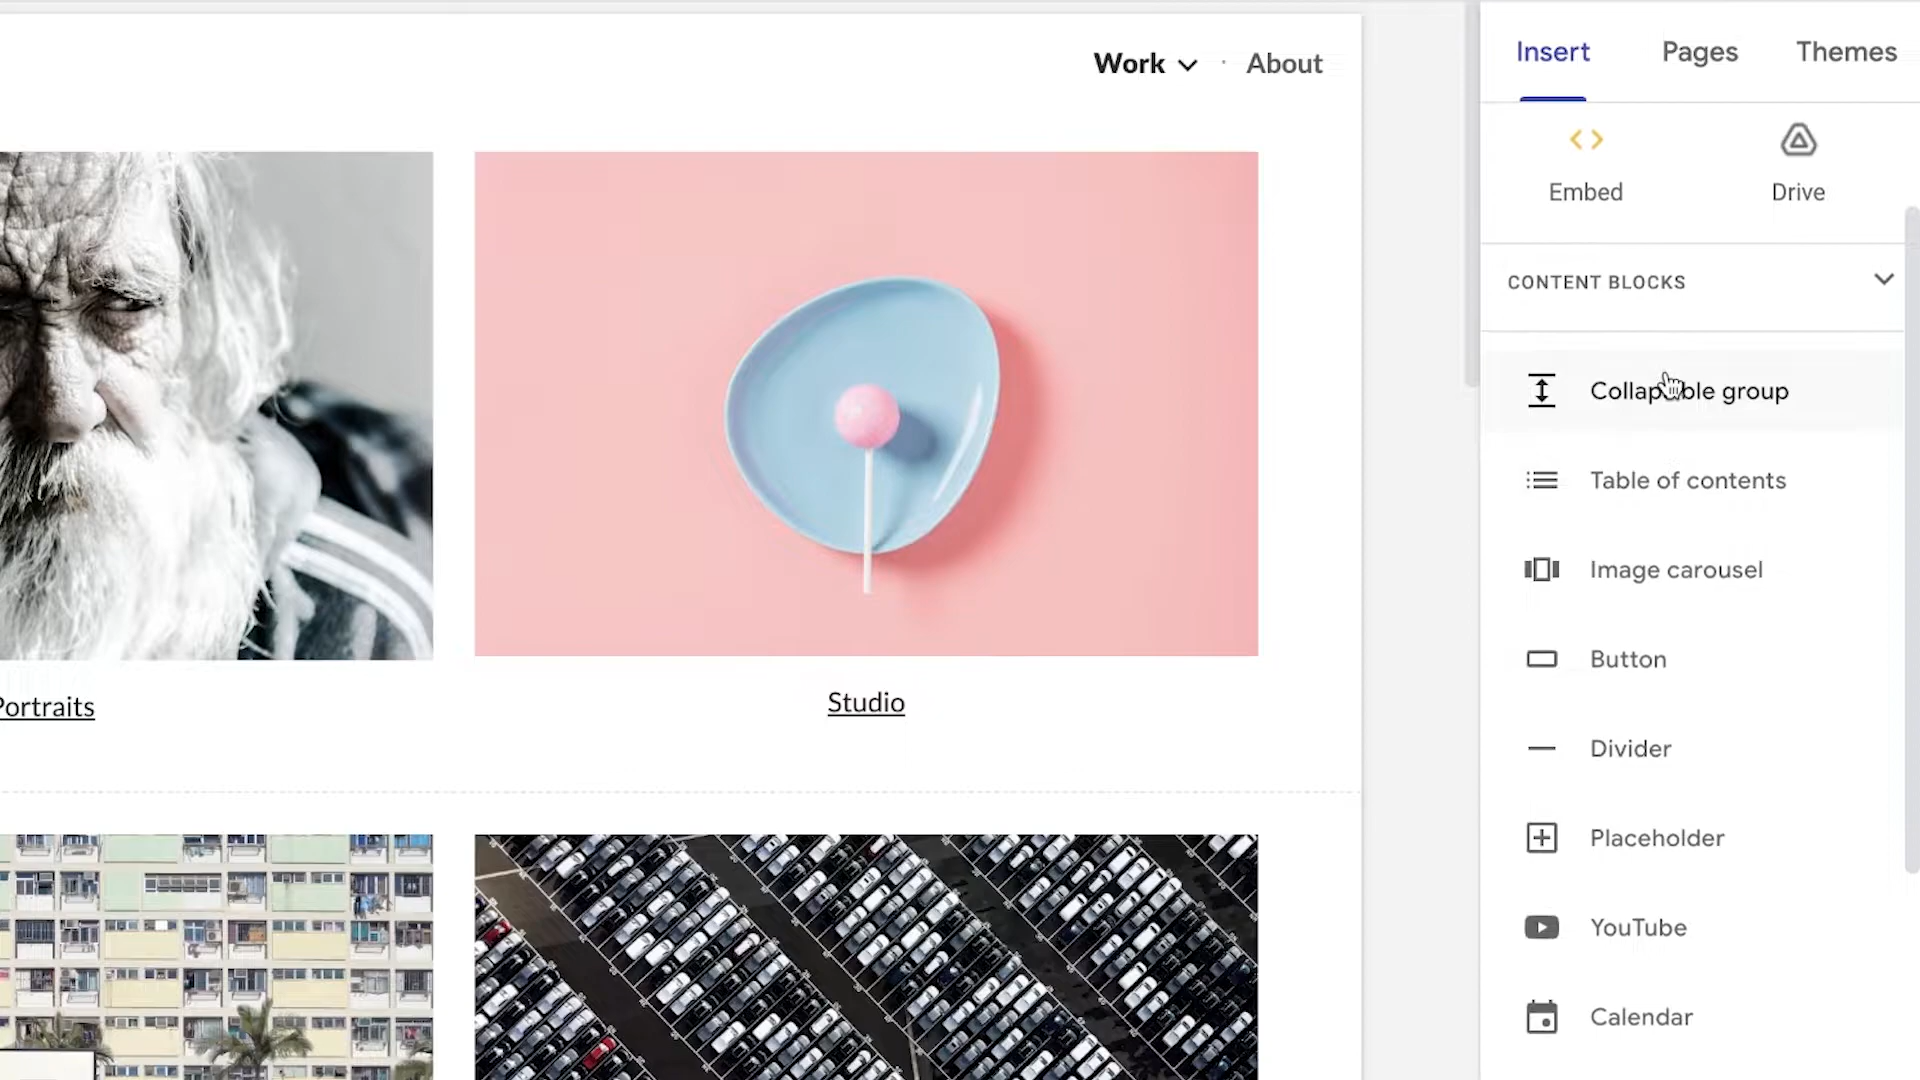 Work
About
Portraits
Studio
Insert
Pages
Themes
Embed
Drive
CONTENT BLOCKS
Collapsible group
Table of contents
Image carousel
Button
Divider
Placeholder
YouTube
Calendar